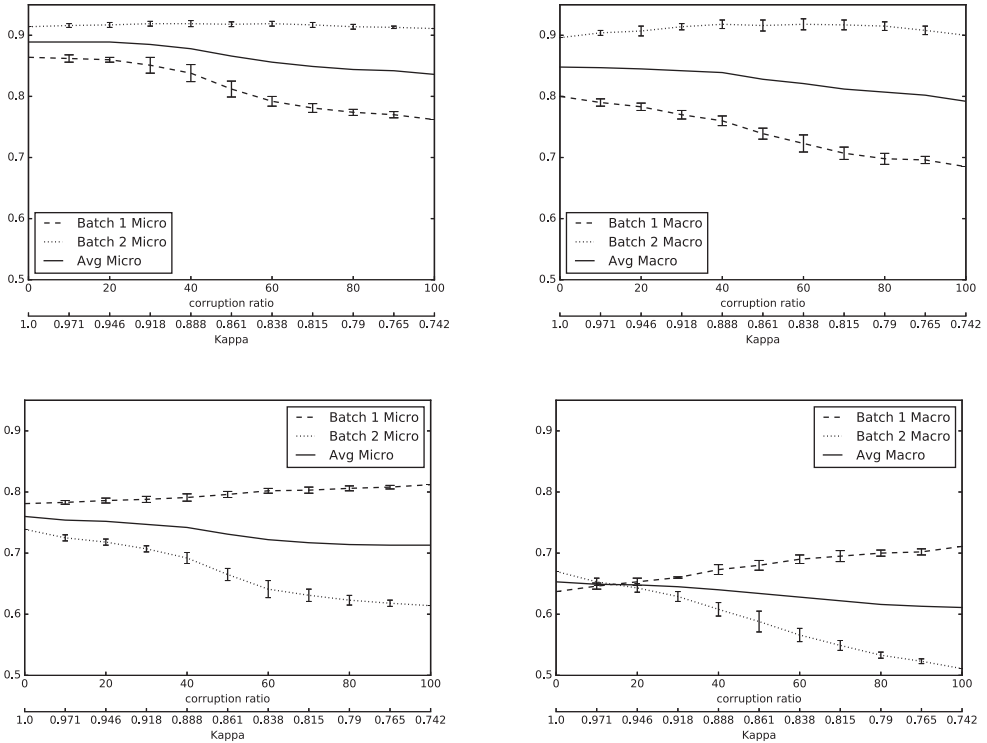 0.9
0.8
0.7
0.6
0.5
Batch 1 Micro
Batch 2 Micro
Avg Micro
0 20 40 60 80 100
corruption ratio
1.0 0.971 0.946 0.918 0.888 0.861 0.838 0.815 0.79 0.765 0.742
Kappa
0.9
0.8
0.7
0.6
0.5
Batch 1 Macro
Batch 2 Macro
Avg Macro
0 20 40 60 80 100
corruption ratio
1.0 0.971 0.946 0.918 0.888 0.861 0.838 0.815 0.79 0.765 0.742
Kappa
0.9
0.8
0.7
0.6
0.5
Batch 1 Micro
Batch 2 Micro
Avg Micro
0 20 40 60 80 100
corruption ratio
1.0 0.971 0.946 0.918 0.888 0.861 0.838 0.815 0.79 0.765 0.742
Kappa
0.9
0.8
0.7
0.6
0.5
Batch 1 Macro
Batch 2 Macro
Avg Macro
0 20 40 60 80 100
corruption ratio
1.0 0.971 0.946 0.918 0.888 0.861 0.838 0.815 0.79 0.765 0.742
Kappa